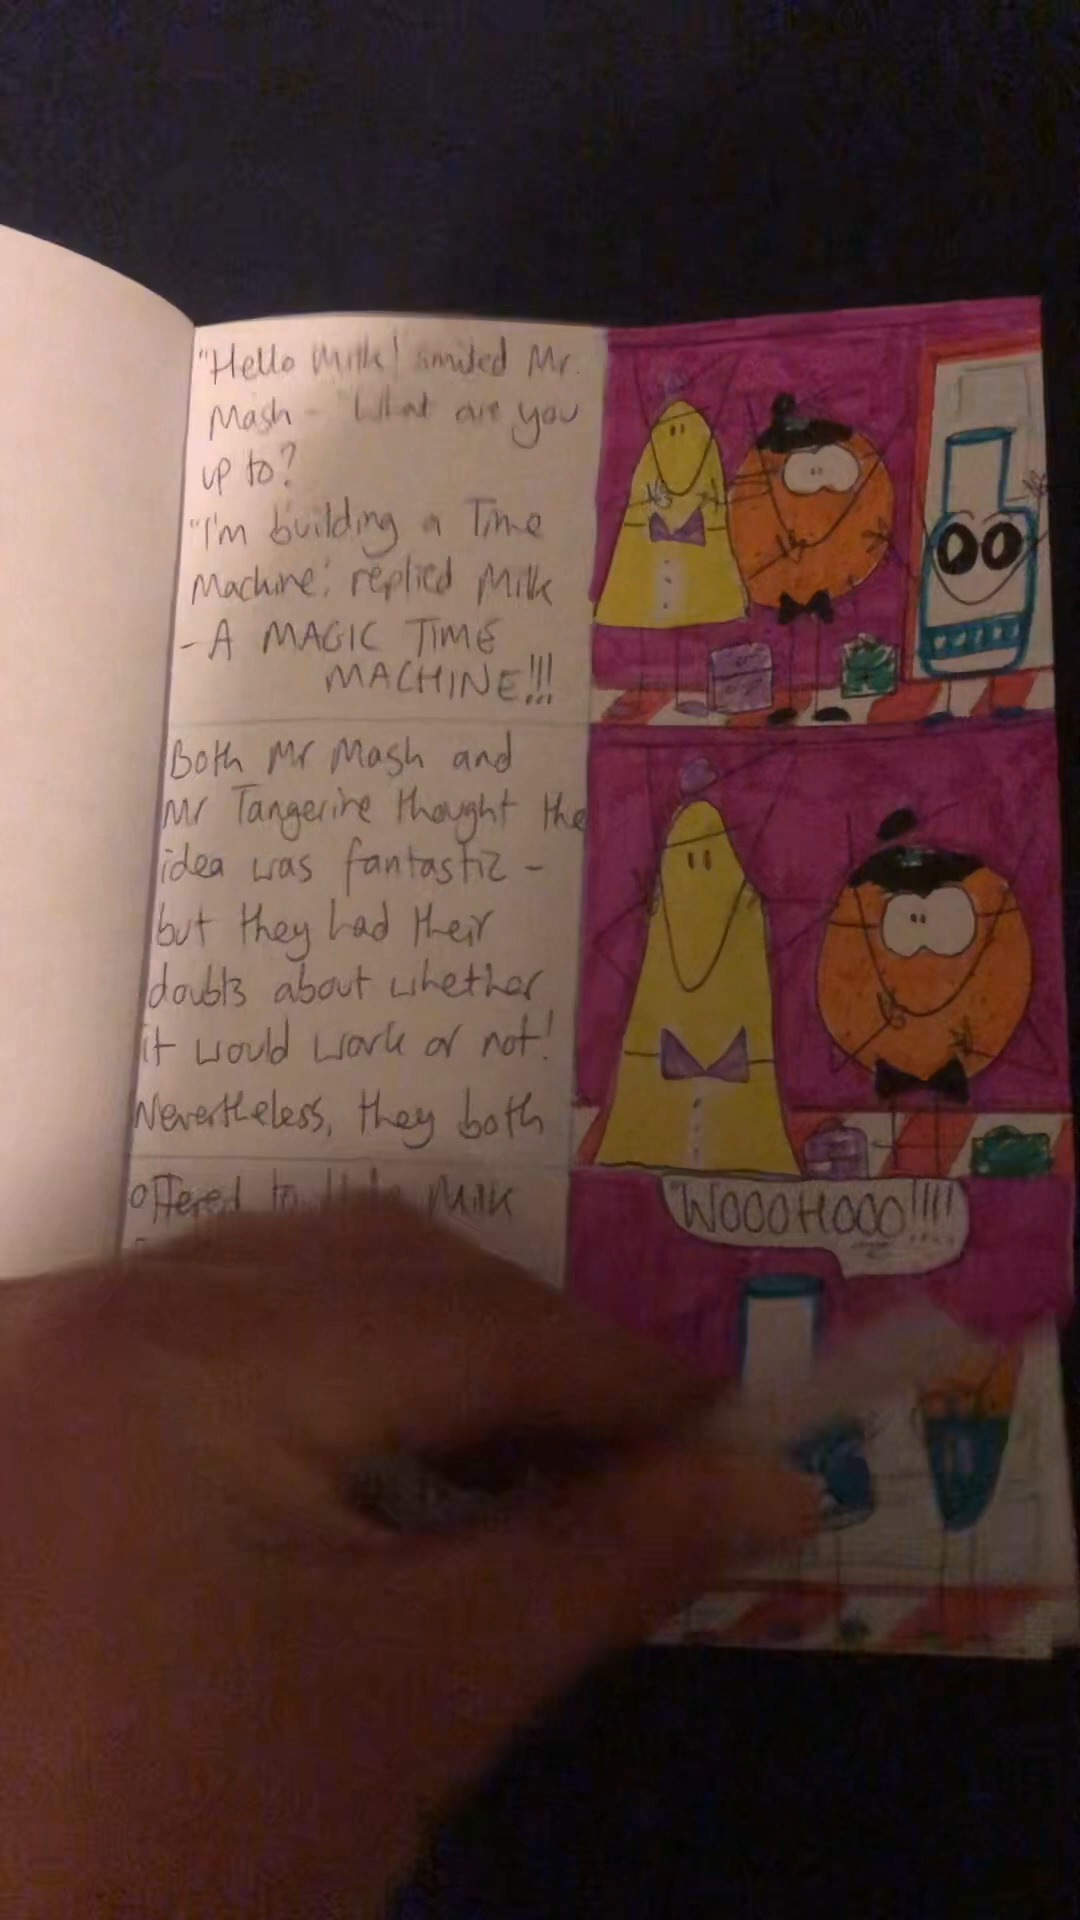 "Hello Milk! smiled Mr.
Mash - "What are you
up to?
"I'm building a Time
Machine," replied Milk
- A MAGIC TIME
MACHINE!!!
Both Mr Mash and
Mr Tangerine thought the
idea was fantastic -
but they had their
doubts about whether
it would work or not!
Nevertheless, they both
offered to Milk
"WOOOHOOO!!!!